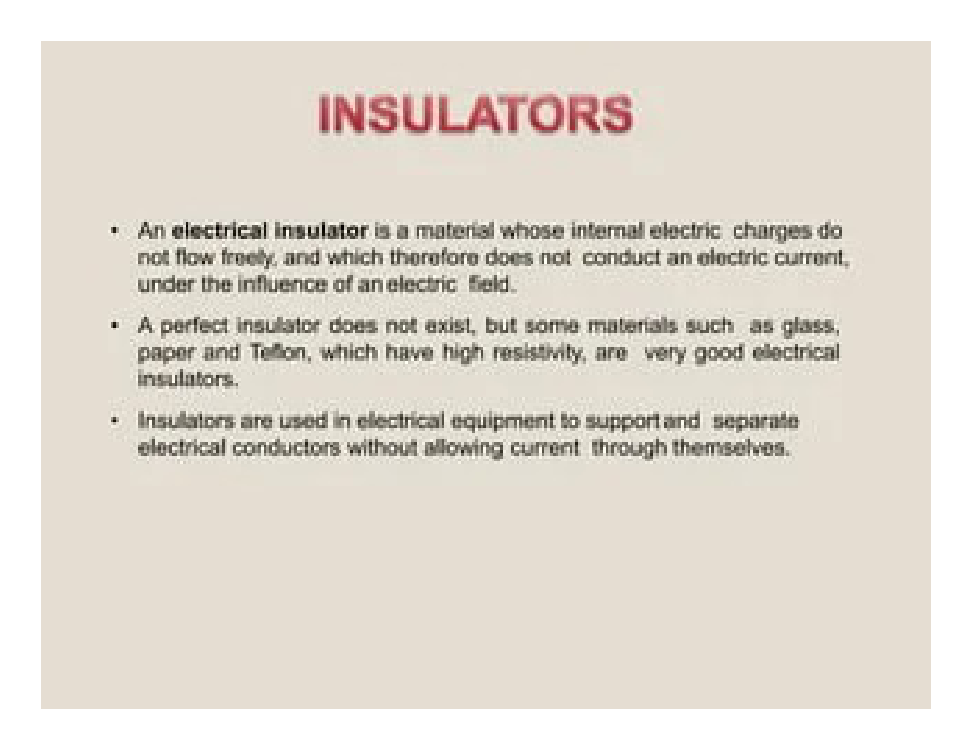 INSULATORS
• An electrical insulator is a material whose internal electric charges do
not flow freely, and which therefore does not conduct an electric current,
under the influence of an electric field.
• A perfect insulator does not exist, but some materials such as glass,
paper and Teflon, which have high resistivity, are very good electrical
insulators.
• Insulators are used in electrical equipment to support and separate
electrical conductors without allowing current through themselves.